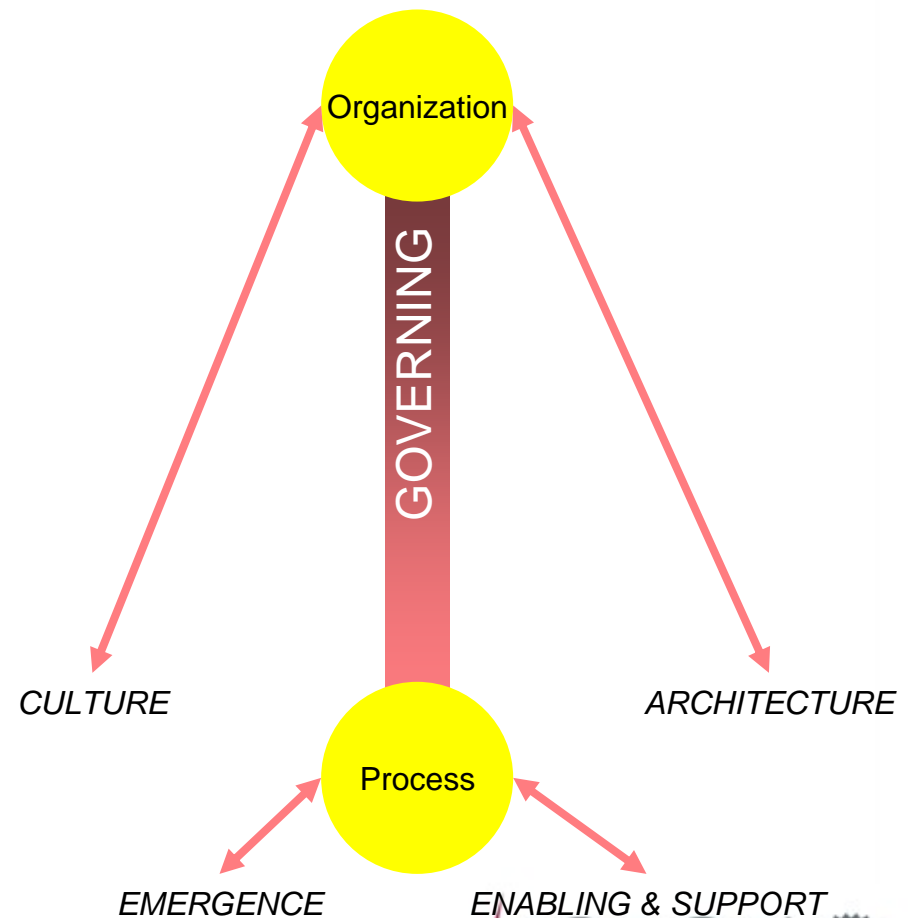 Organization
GOVERNING
CULTURE
ARCHITECTURE
Process
EMERGENCE
ENABLING & SUPPORT